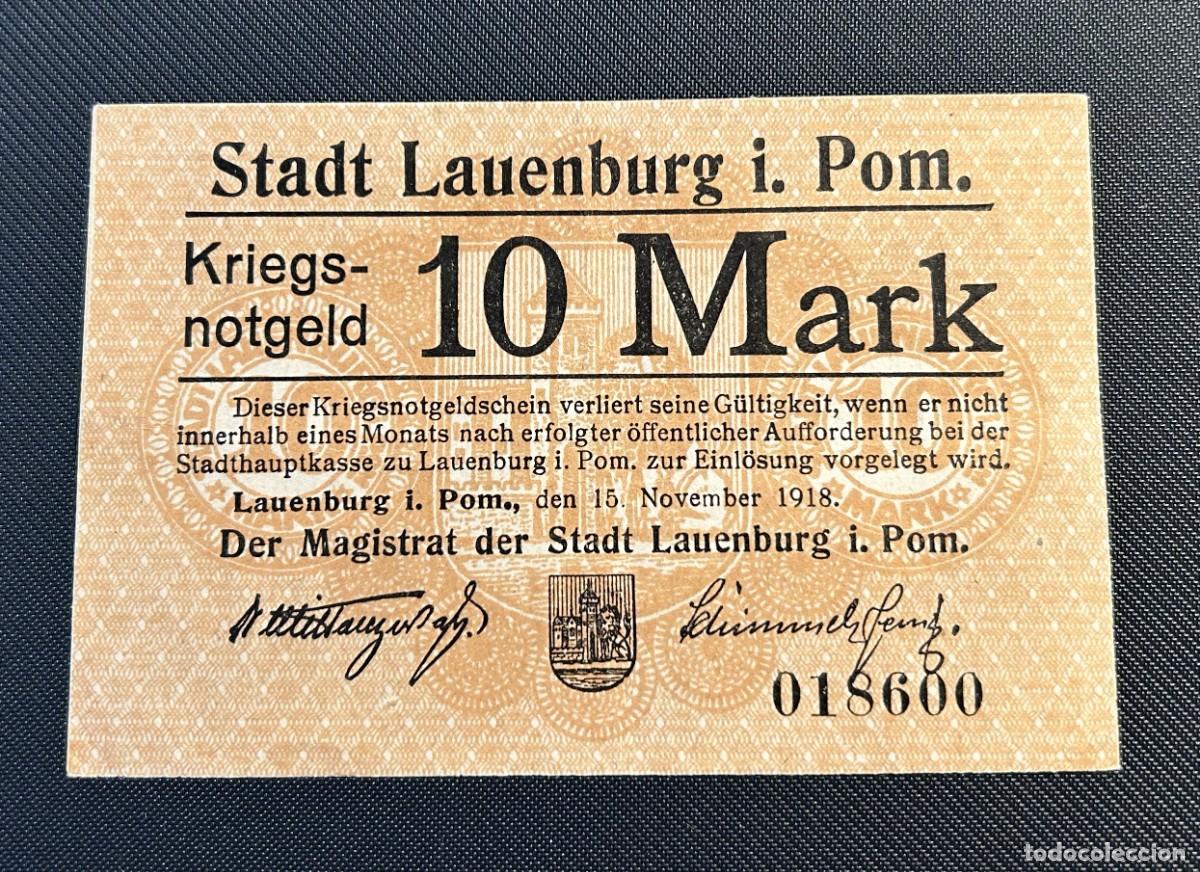 Stadt Lauenburg i. Pom.
Kriegs-
notgeld
10 Mark
Dieser Kriegsnotgeldschein verliert seine Gültigkeit, wenn er nicht
innerhalb eines Monats nach erfolgter öffentlicher Aufforderung bei der
Stadthauptkasse zu Lauenburg i. Pom. zur Einlösung vorgelegt wird.
Lauenburg i. Pom., den 15. November 1918.
Der Magistrat der Stadt Lauenburg i. Pom.
018600
todocoleccion